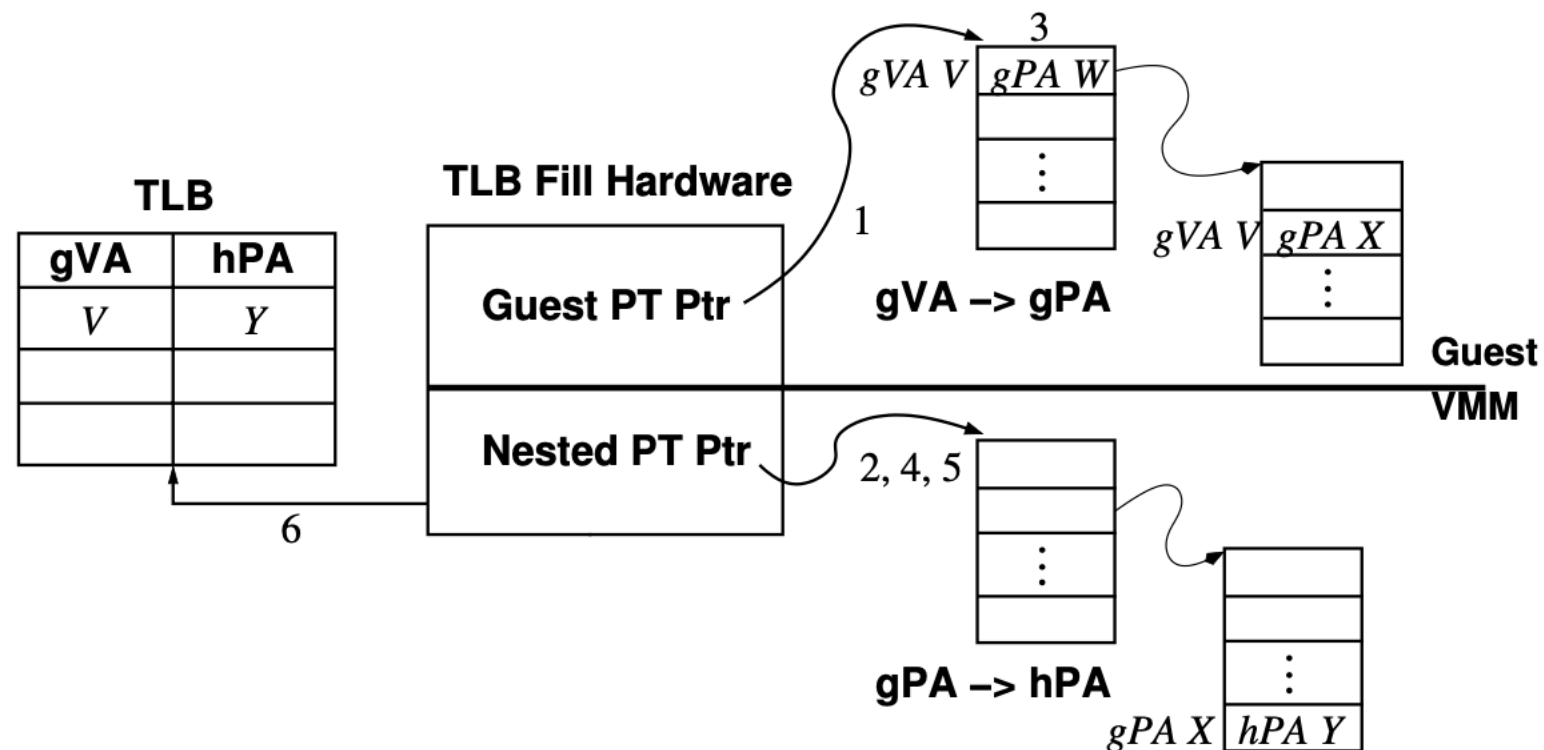 3
gVA V
gPA W
TLB Fill Hardware
TLB
1
gVA V
gPA X
gVA
hPA
gVA –> gPA
Guest PT Ptr
V
Y
Guest
VMM
Nested PT Ptr
2, 4, 5
6
gPA –> hPA
gPA X
hPA Y